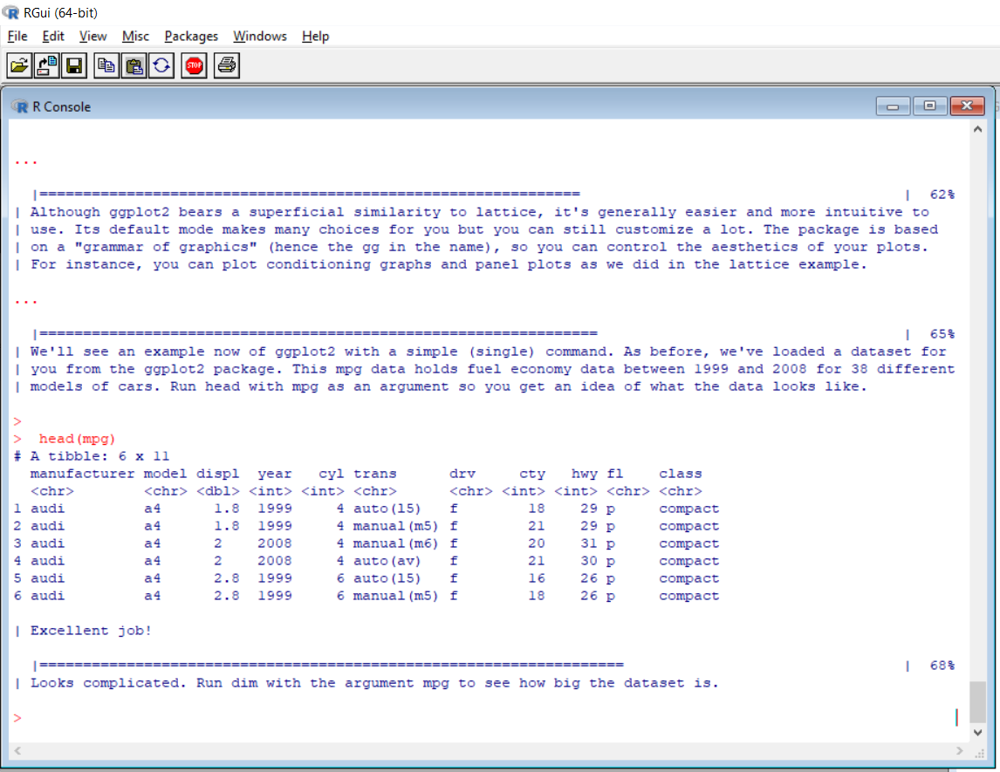 RGui (64-bit)
File Edit View Misc Packages Windows Help
STOP
R Console
...
|============================================================== | 62%
| Although ggplot2 bears a superficial similarity to lattice, it's generally easier and more intuitive to
| use. Its default mode makes many choices for you but you can still customize a lot. The package is based
| on a "grammar of graphics" (hence the gg in the name), so you can control the aesthetics of your plots.
| For instance, you can plot conditioning graphs and panel plots as we did in the lattice example.
...
|================================================================ | 65%
| We'll see an example now of ggplot2 with a simple (single) command. As before, we've loaded a dataset for
| you from the ggplot2 package. This mpg data holds fuel economy data between 1999 and 2008 for 38 different
| models of cars. Run head with mpg as an argument so you get an idea of what the data looks like.
>
> head(mpg)
# A tibble: 6 x 11
manufacturer model displ year cyl trans drv cty hwy fl class
<chr> <chr> <dbl> <int> <int> <chr> <chr> <int> <int> <chr> <chr>
1 audi a4 1.8 1999 4 auto(l5) f 18 29 p compact
2 audi a4 1.8 1999 4 manual(m5) f 21 29 p compact
3 audi a4 2 2008 4 manual(m6) f 20 31 p compact
4 audi a4 2 2008 4 auto(av) f 21 30 p compact
5 audi a4 2.8 1999 6 auto(l5) f 16 26 p compact
6 audi a4 2.8 1999 6 manual(m5) f 18 26 p compact
| Excellent job!
|=================================================================== | 68%
| Looks complicated. Run dim with the argument mpg to see how big the dataset is.
>